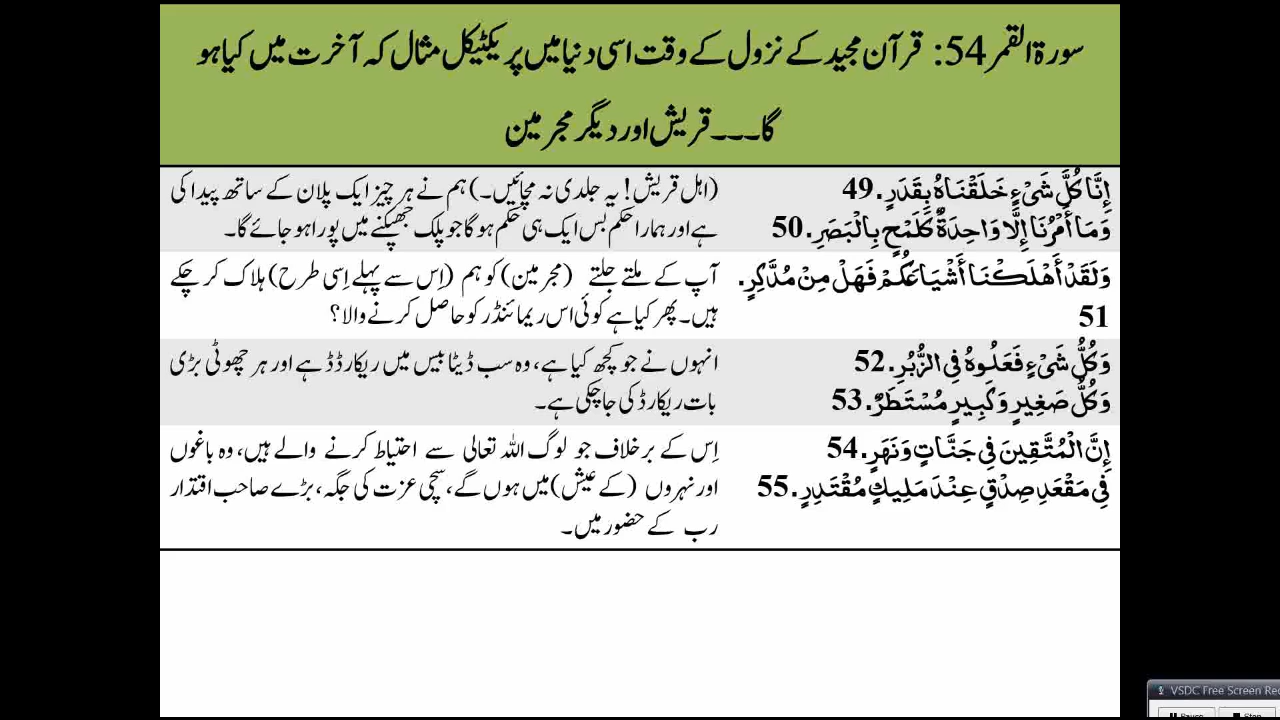 سورۃ القمر 54: قرآن مجید کے نزول کے وقت اسی دنیا میں پریکٹیکل مثال کہ آخرت میں کیا ہو
گا۔۔۔ قریش اور دیگر مجرمین
إِنَّا كُلَّ شَيْءٍ خَلَقْنَاهُ بِقَدَرٍ. 49
وَمَا أَمْرُنَا إِلَّا وَاحِدَةٌ كَلَمْحٍ بِالْبَصَرِ. 50
(اہل قریش! یہ جلدی نہ مچائیں۔) ہم نے ہر چیز ایک پلان کے ساتھ پیدا کی
ہے اور ہمارا حکم بس ایک ہی حکم ہو گا جو پلک جھپکنے میں پورا ہو جائے گا۔
وَلَقَدْ أَهْلَكْنَا أَشْيَاعَكُمْ فَهَلْ مِنْ مُدَّكِرٍ.
51
آپ کے ملتے جلتے (مجرمین) کو ہم (اِس سے پہلے اِسی طرح) ہلاک کر چکے
ہیں۔ پھر کیا ہے کوئی اس ریمائنڈر کو حاصل کرنے والا؟
وَكُلُّ شَيْءٍ فَعَلُوهُ فِي الزُّبُرِ. 52
وَكُلُّ صَغِيرٍ وَكَبِيرٍ مُسْتَطَرٌ. 53
انہوں نے جو کچھ کیا ہے، وہ سب ڈیٹا بیس میں ریکارڈڈ ہے اور ہر چھوٹی بڑی
بات ریکارڈ کی جا چکی ہے۔
إِنَّ الْمُتَّقِينَ فِي جَنَّاتٍ وَنَهَرٍ. 54
فِي مَقْعَدِ صِدْقٍ عِنْدَ مَلِيكٍ مُقْتَدِرٍ. 55
اِس کے برخلاف جو لوگ اللہ تعالی سے احتیاط کرنے والے ہیں، وہ باغوں
اور نہروں (کے عیش) میں ہوں گے، سچی عزت کی جگہ، بڑے صاحب اقتدار
رب کے حضور میں۔
VSDC Free Screen Rec
Pause Stop